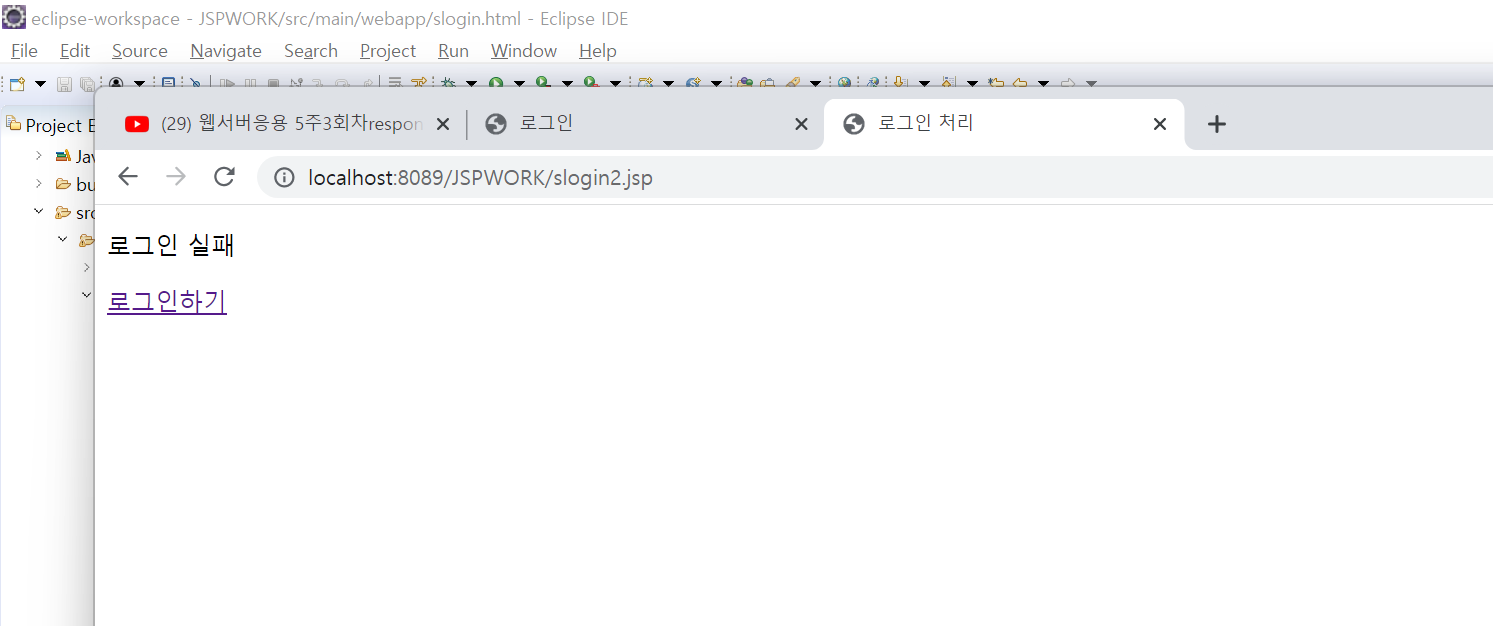 eclipse-workspace - JSPWORK/src/main/webapp/slogin.html - Eclipse IDE
File Edit Source Navigate Search Project Run Window Help
Project E
(29) 웹서버응용 5주3회차respon
로그인
로그인 처리
Jav
bu
src
localhost:8089/JSPWORK/slogin2.jsp
로그인 실패
로그인하기